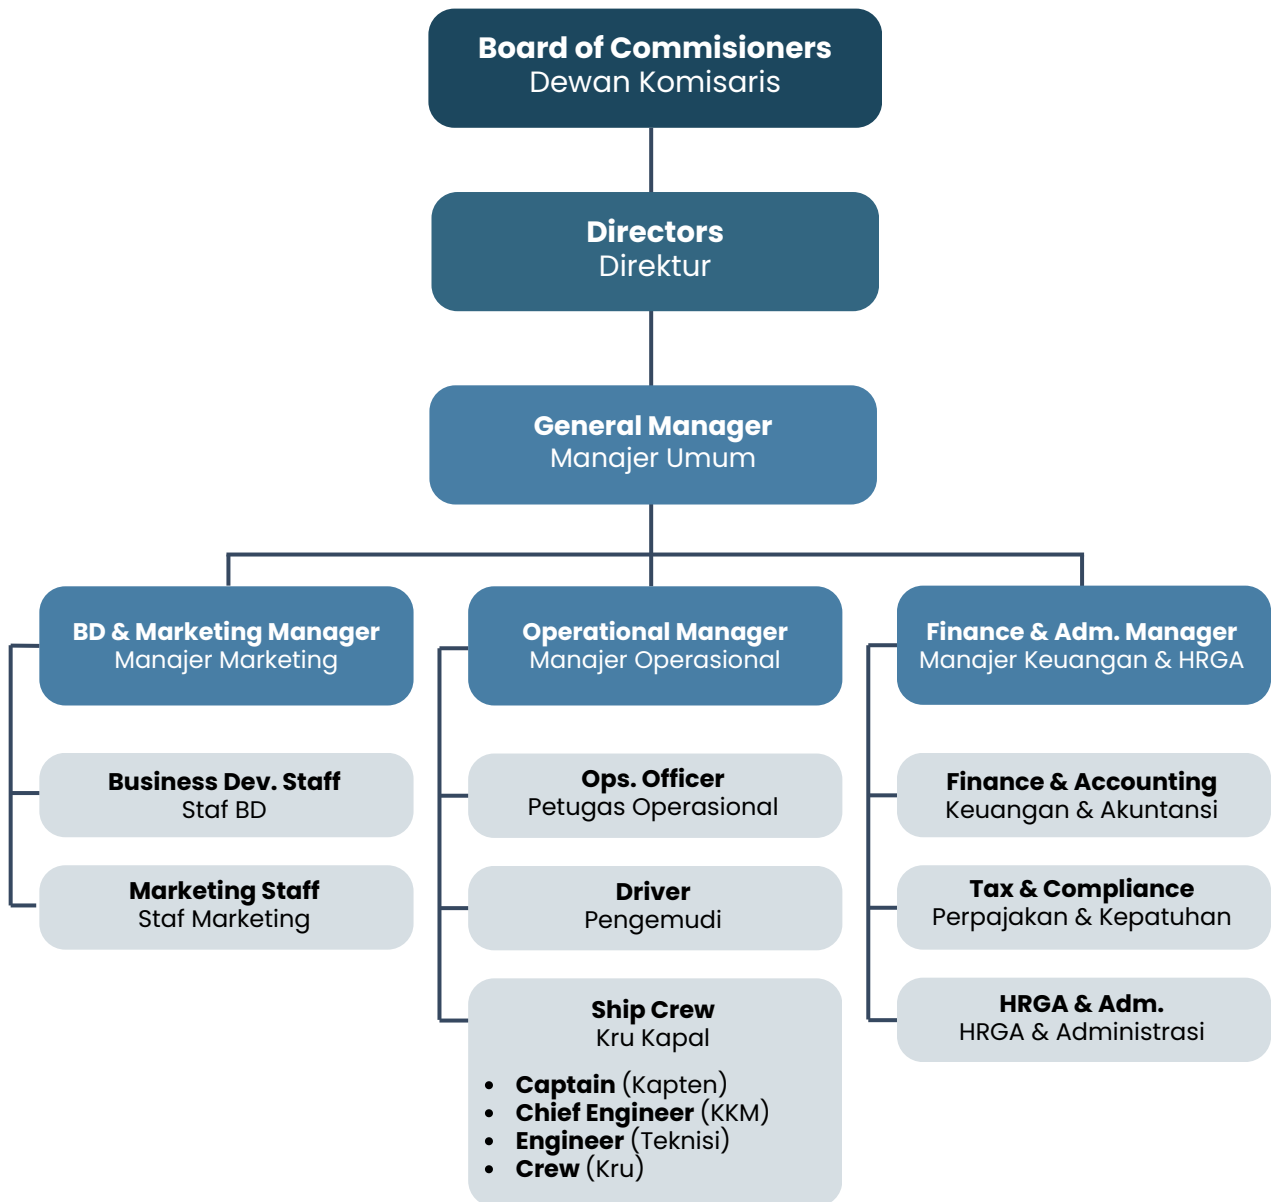 Board of Commisioners
Dewan Komisaris
Directors
Direktur
General Manager
Manajer Umum
BD & Marketing Manager
Manajer Marketing
Business Dev. Staff
Staf BD
Marketing Staff
Staf Marketing
Operational Manager
Manajer Operasional
Ops. Officer
Petugas Operasional
Driver
Pengemudi
Ship Crew
Kru Kapal
• Captain (Kapten)
• Chief Engineer (KKM)
• Engineer (Teknisi)
• Crew (Kru)
Finance & Adm. Manager
Manajer Keuangan & HRGA
Finance & Accounting
Keuangan & Akuntansi
Tax & Compliance
Perpajakan & Kepatuhan
HRGA & Adm.
HRGA & Administrasi